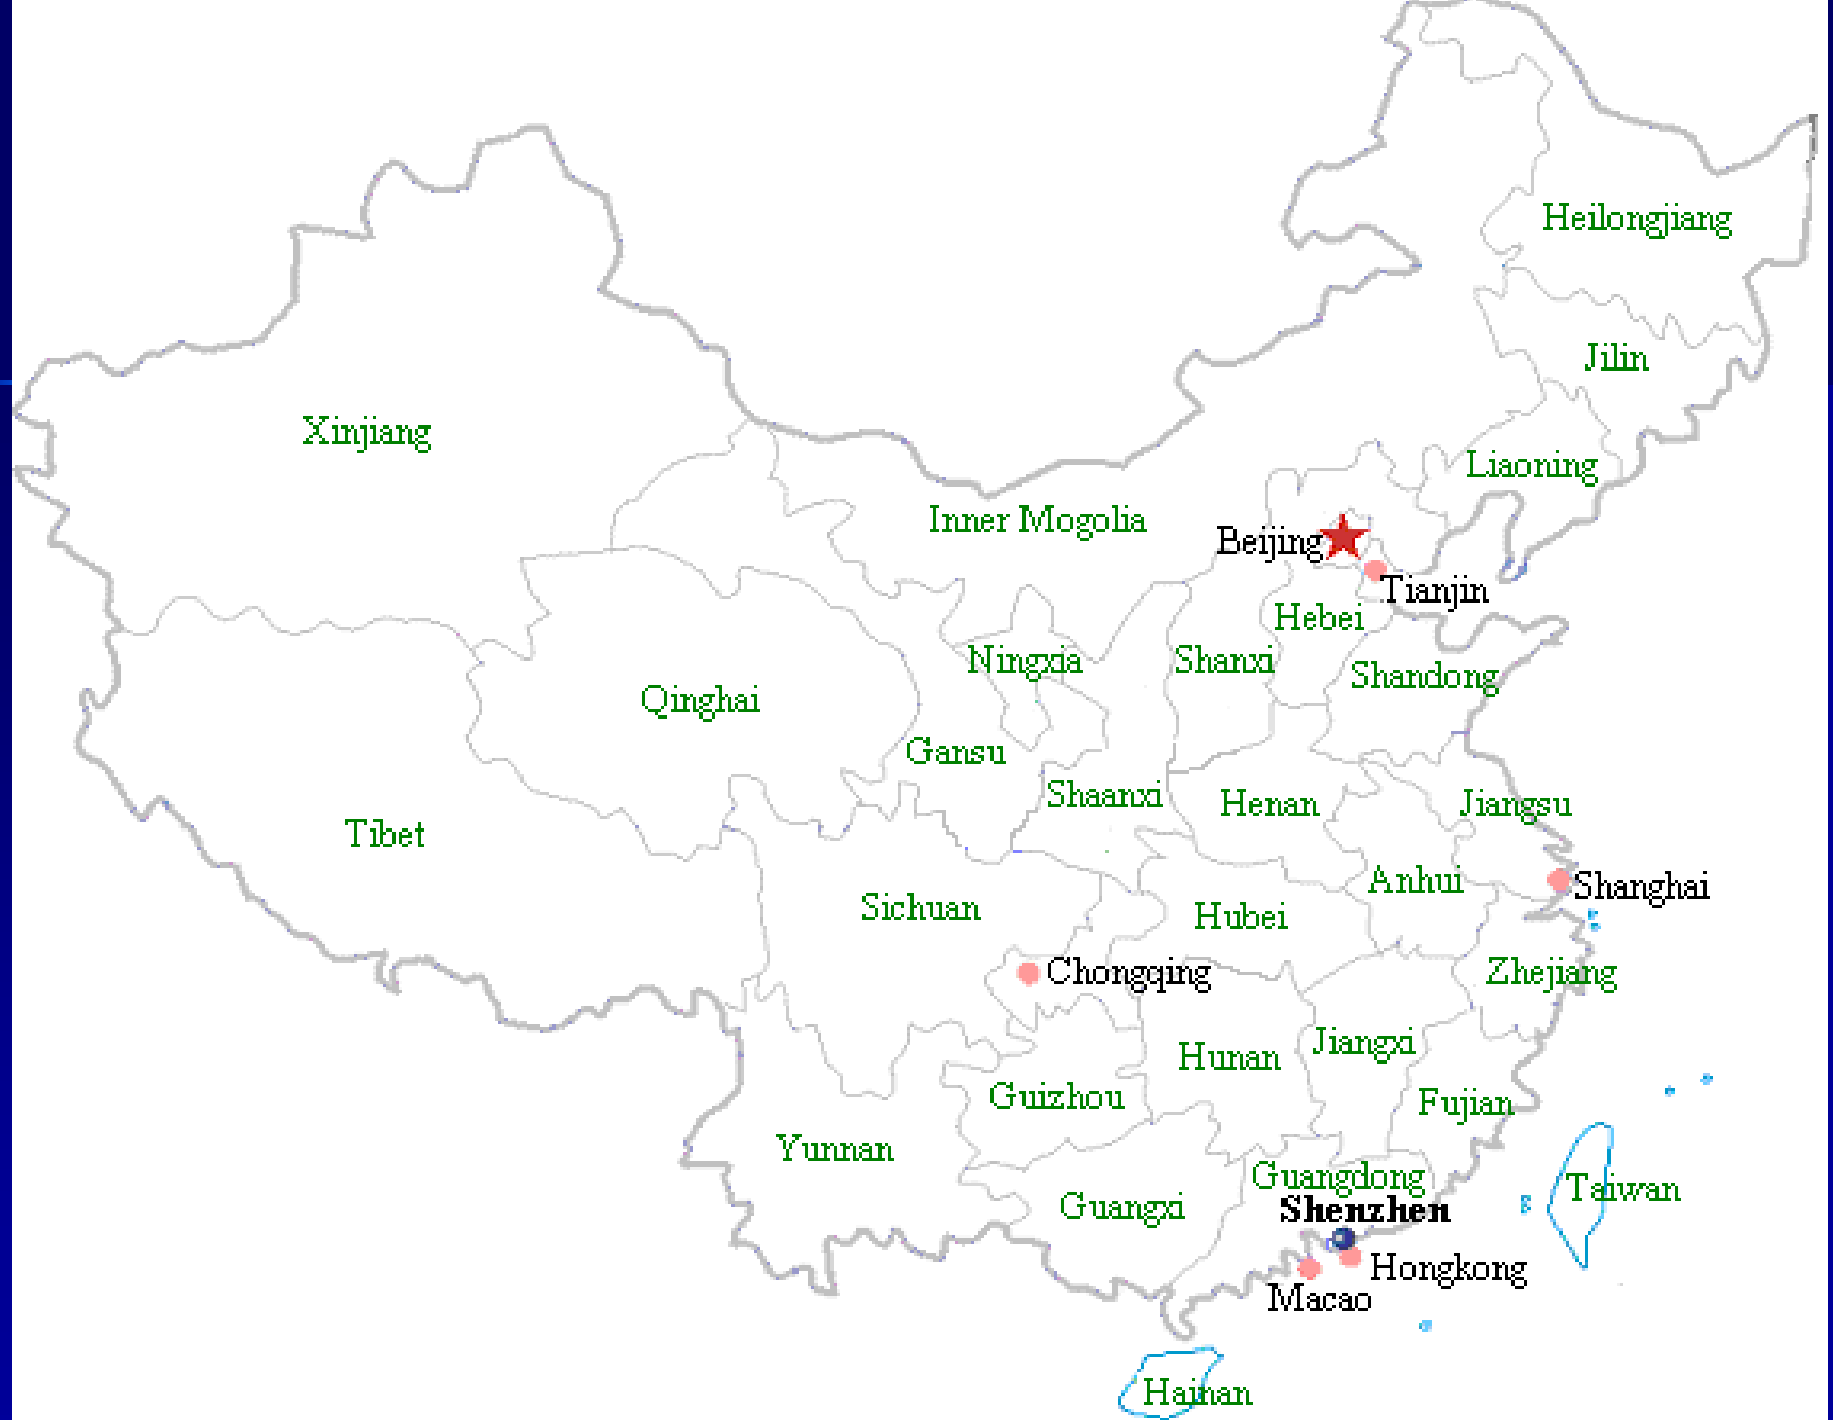 Heilongjiang
Jilin
Xinjiang
Liaoning
Inner Mogolia
Beijing
Tianjin
Hebei
Ningxia
Shanxi
Shandong
Qinghai
Gansu
Shaanxi
Henan
Jiangsu
Tibet
Anhui
Shanghai
Sichuan
Hubei
Chongqing
Zhejiang
Jiangxi
Hunan
Guizhou
Fujian
Yunnan
Guangdong
Taiwan
Guangxi
Shenzhen
Hongkong
Macao
Hainan